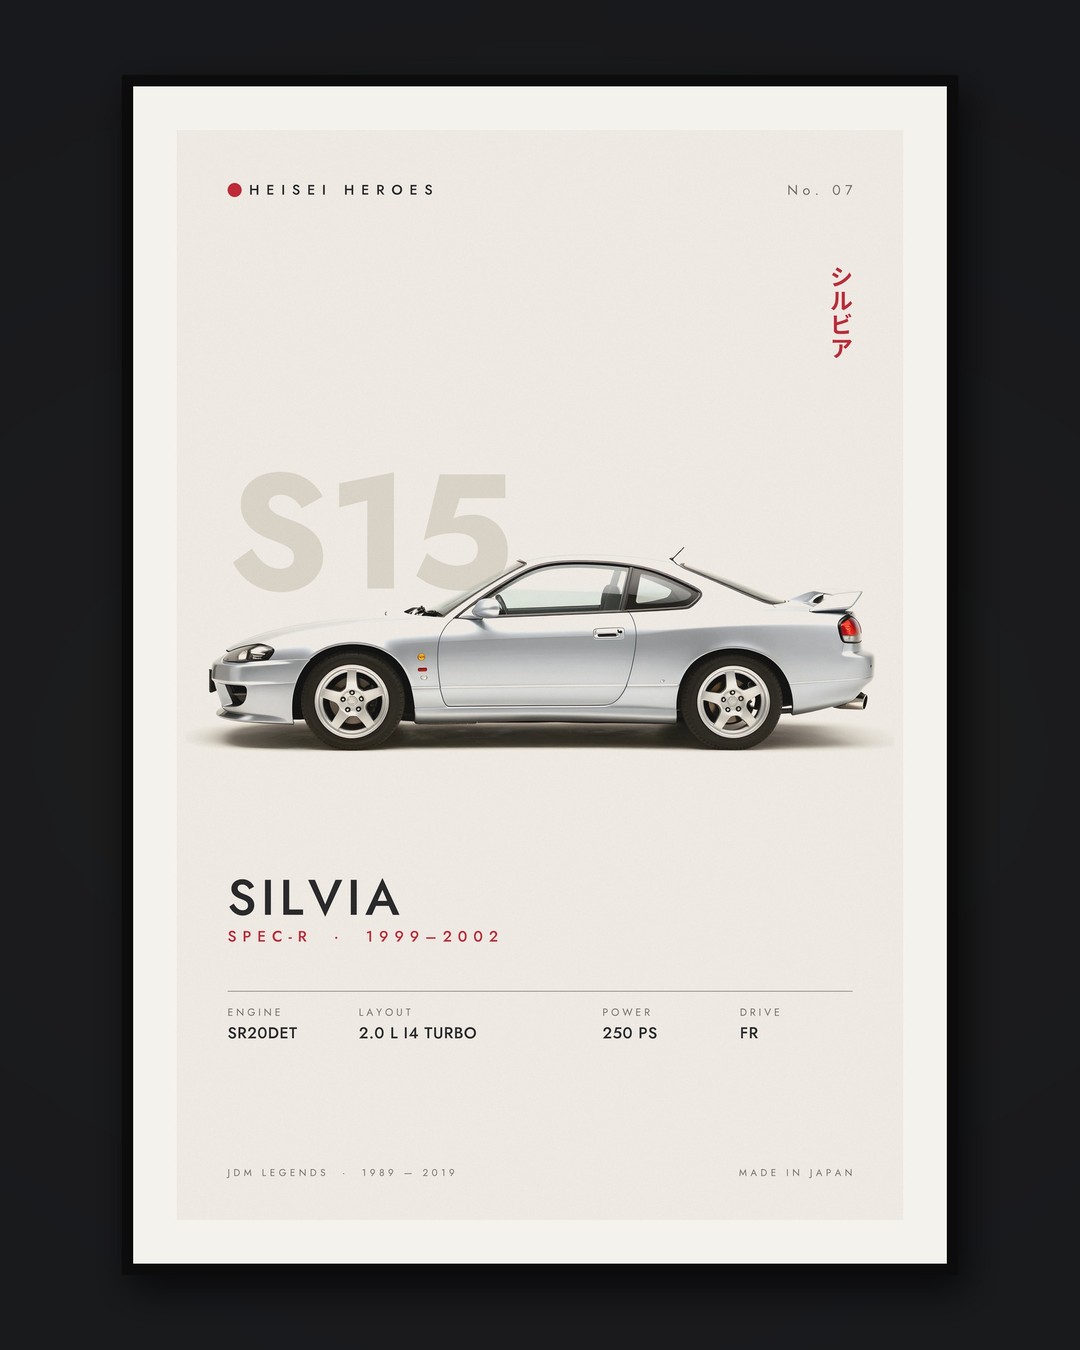 HEISEI HEROES
No. 07
シルビア
S15
SILVIA
SPEC-R · 1999–2002
ENGINE LAYOUT POWER DRIVE
SR20DET 2.0 L I4 TURBO 250 PS FR
JDM LEGENDS · 1989 — 2019
MADE IN JAPAN